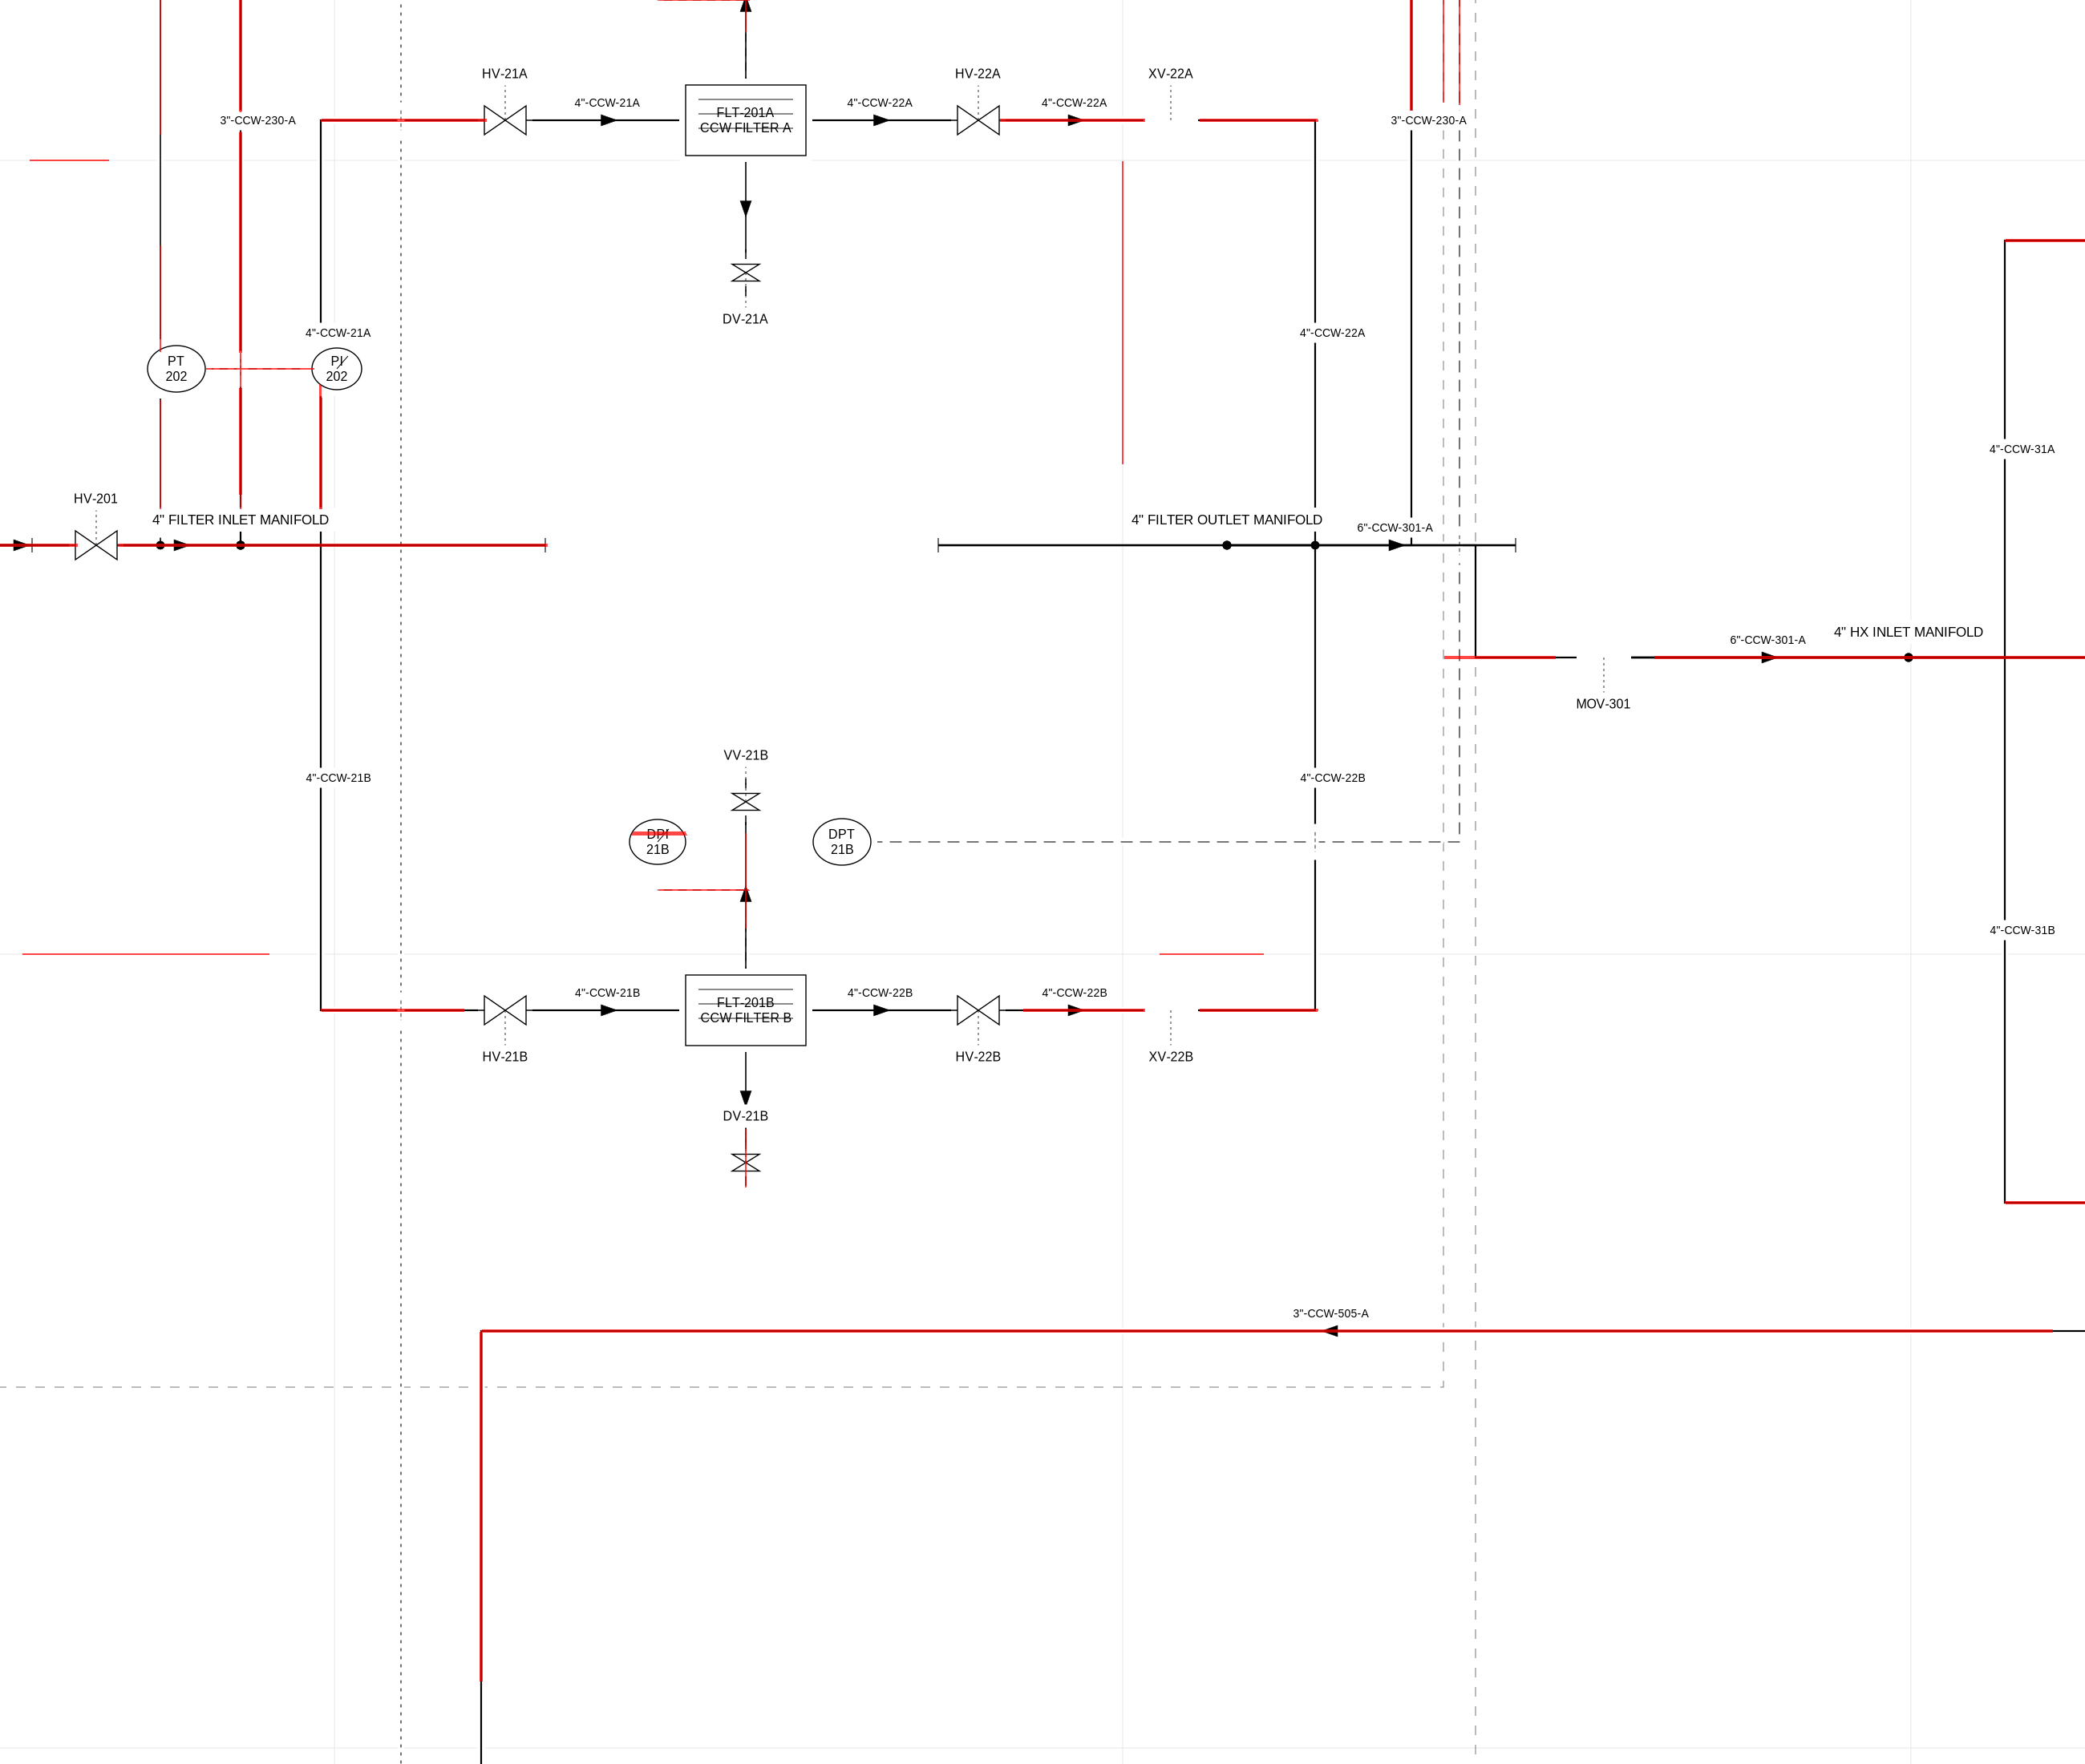 HV-21A
HV-22A
XV-22A
4"-CCW-21A
4"-CCW-22A
4"-CCW-22A
3"-CCW-230-A
FLT-201A
CCW FILTER A
3"-CCW-230-A
DV-21A
4"-CCW-21A
4"-CCW-22A
PT
202
PI
202
4"-CCW-31A
HV-201
4" FILTER INLET MANIFOLD
4" FILTER OUTLET MANIFOLD
6"-CCW-301-A
6"-CCW-301-A
4" HX INLET MANIFOLD
MOV-301
VV-21B
4"-CCW-21B
4"-CCW-22B
DPI
21B
DPT
21B
4"-CCW-31B
4"-CCW-21B
4"-CCW-22B
4"-CCW-22B
FLT-201B
CCW FILTER B
HV-21B
HV-22B
XV-22B
DV-21B
3"-CCW-505-A